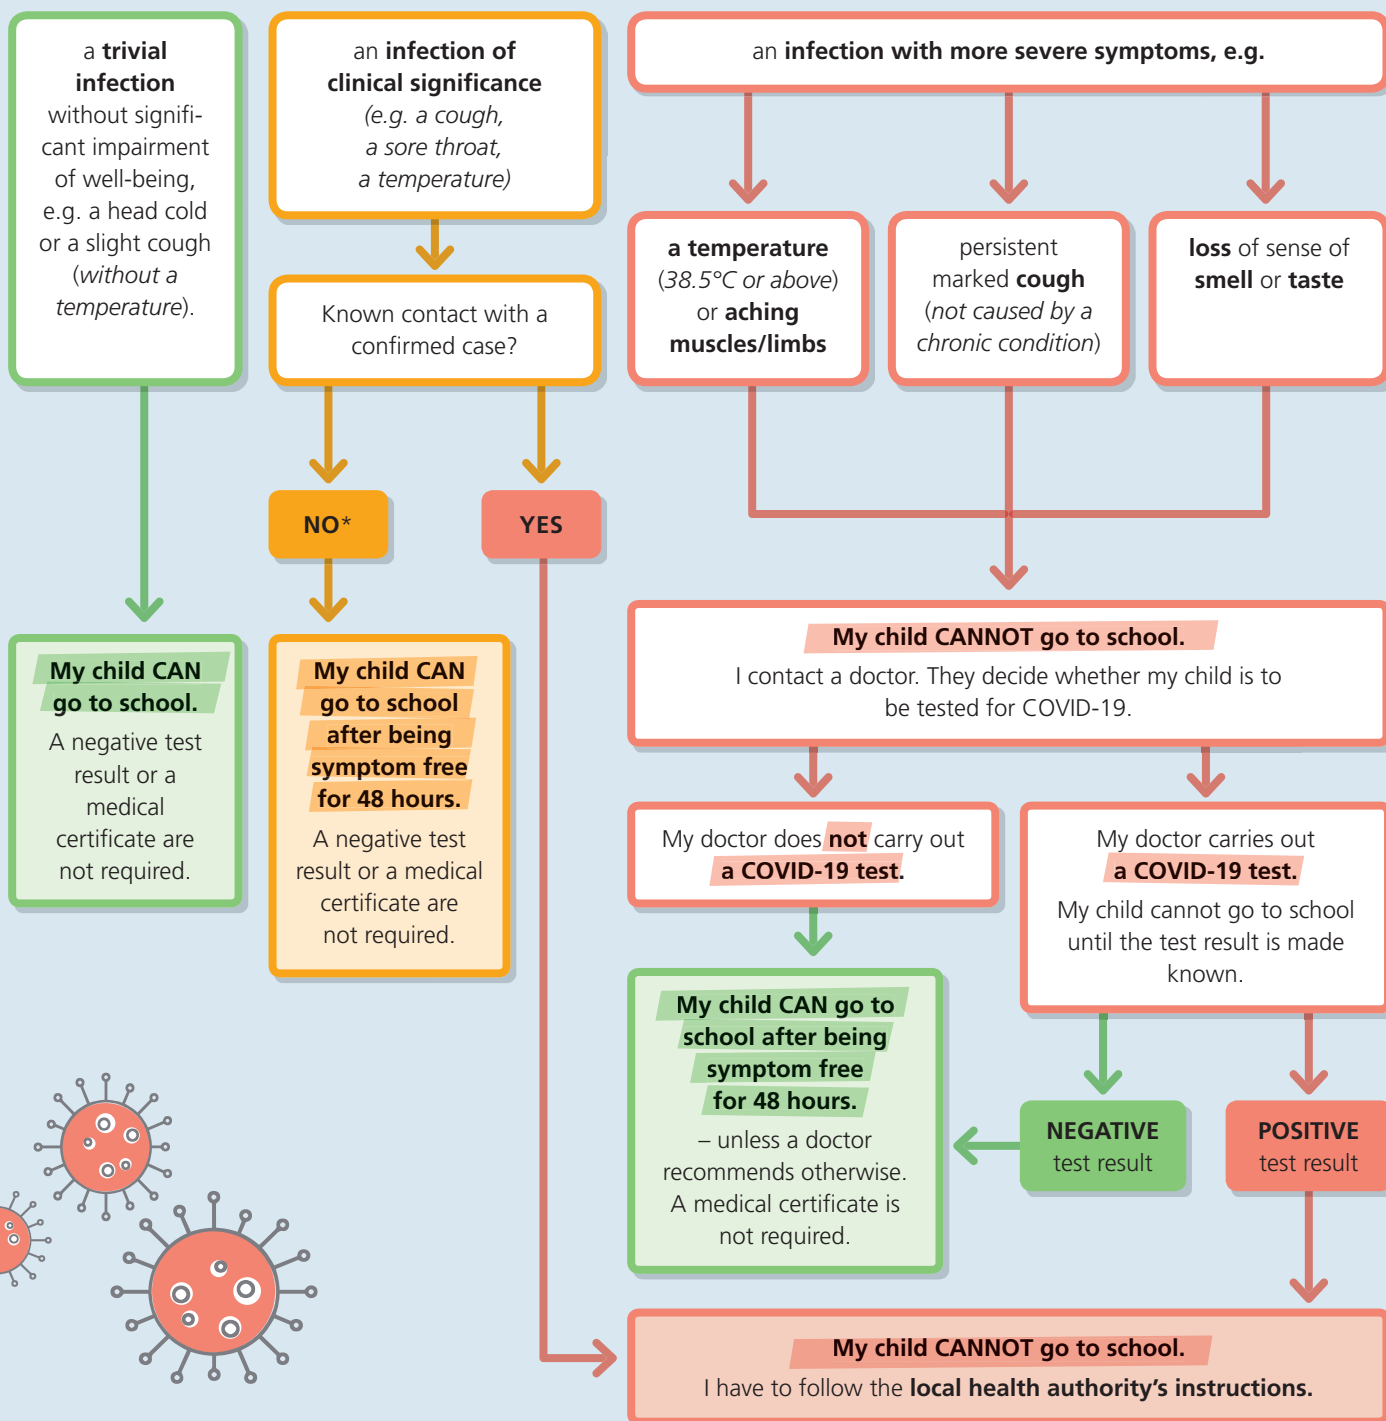 a trivial
infection
without signifi-
cant impairment
of well-being,
e.g. a head cold
or a slight cough
(without a
temperature).
an infection of
clinical significance
(e.g. a cough,
a sore throat,
a temperature)
an infection with more severe symptoms, e.g.
Known contact with a
confirmed case?
a temperature
(38.5°C or above)
or aching
muscles/limbs
persistent
marked cough
(not caused by a
chronic condition)
loss of sense of
smell or taste
NO*
YES
My child CAN
go to school.
A negative test
result or a
medical
certificate are
not required.
My child CAN
go to school
after being
symptom free
for 48 hours.
A negative test
result or a medical
certificate are
not required.
My child CANNOT go to school.
I contact a doctor. They decide whether my child is to
be tested for COVID-19.
My doctor does not carry out
a COVID-19 test.
My doctor carries out
a COVID-19 test.
My child cannot go to school
until the test result is made
known.
My child CAN go to
school after being
symptom free
for 48 hours.
– unless a doctor
recommends otherwise.
A medical certificate is
not required.
NEGATIVE
test result
POSITIVE
test result
My child CANNOT go to school.
I have to follow the local health authority's instructions.